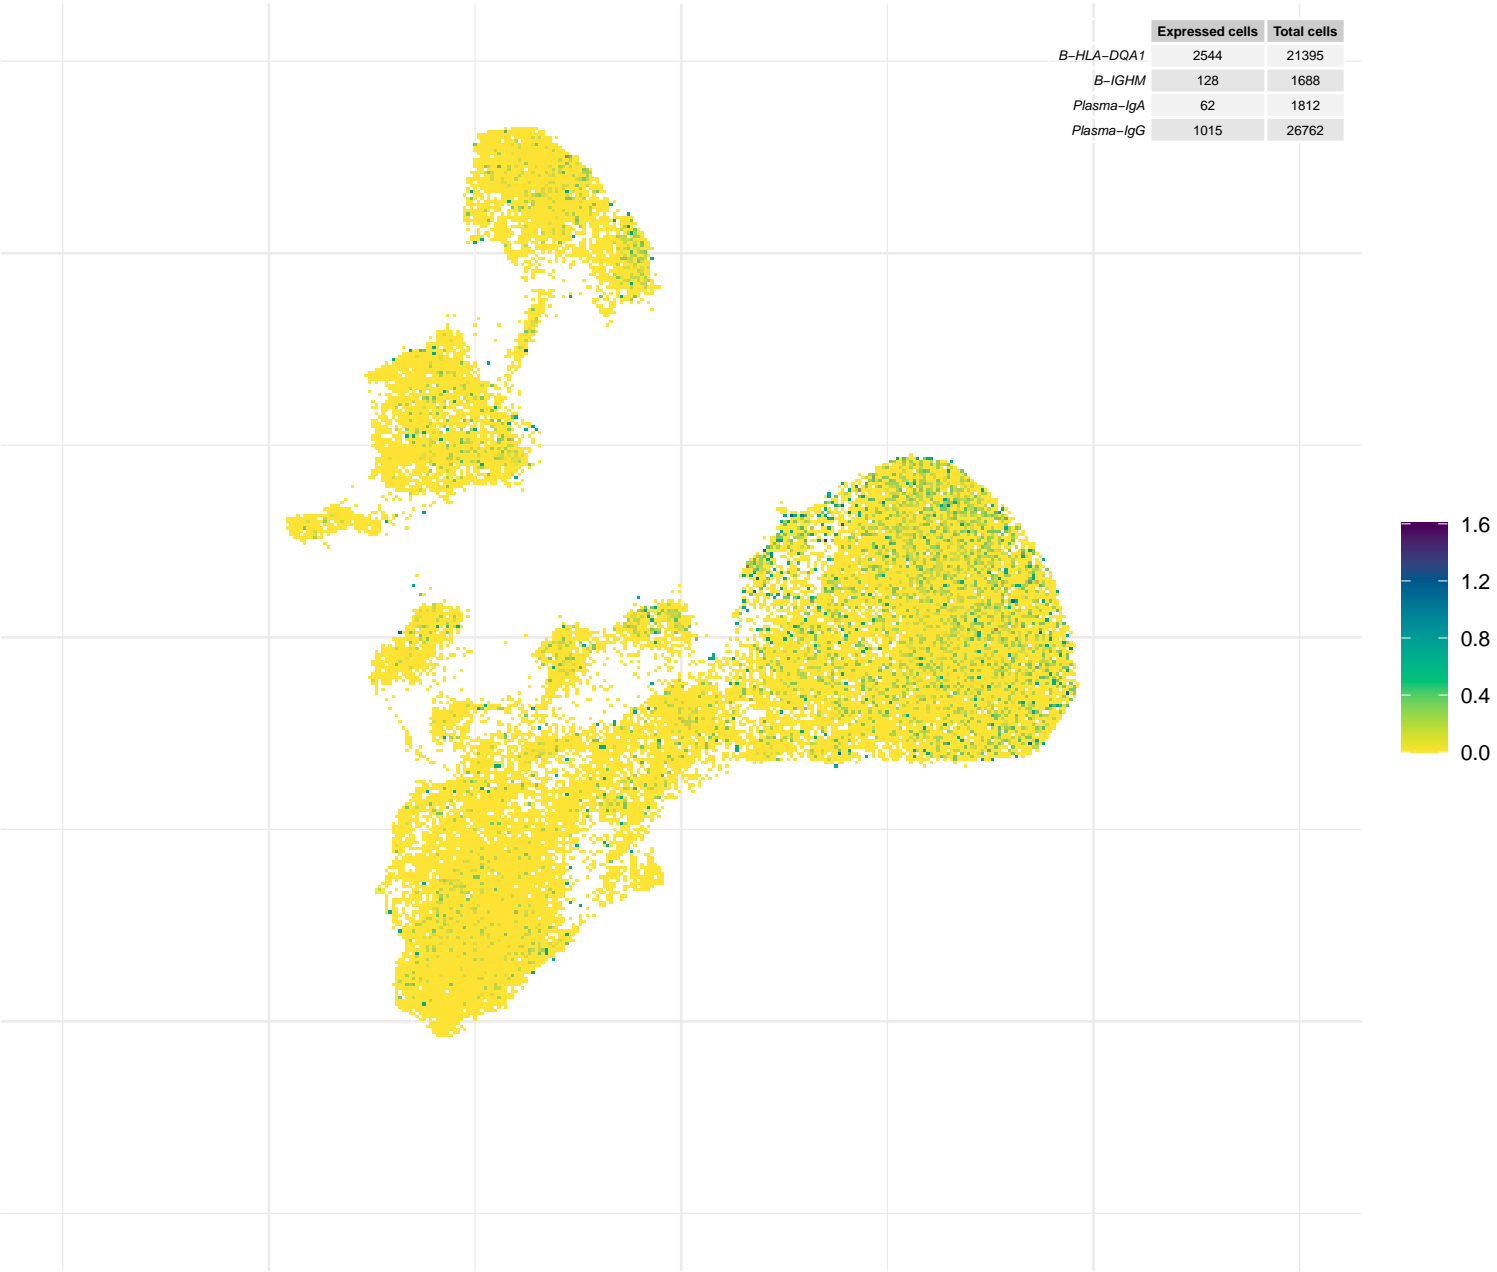 Expressed cells Total cells
B−HLA−DQA1 2544 21395
B−IGHM 128 1688
Plasma−IgA 62 1812
Plasma−IgG 1015 26762
1.6
1.2
0.8
0.4
0.0